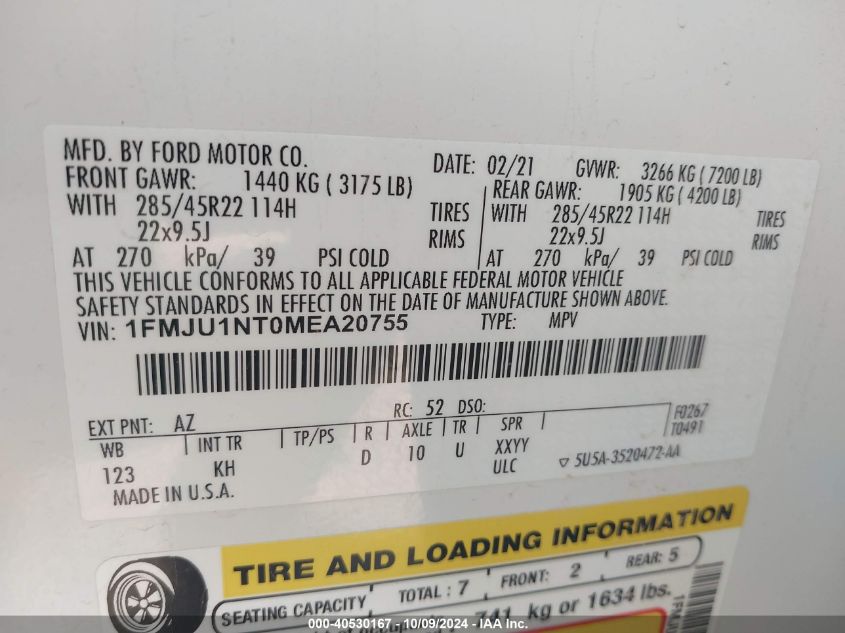 MFD. BY FORD MOTOR CO.
DATE: 02/21 GVWR: 3266 KG ( 7200 LB)
FRONT GAWR: 1440 KG ( 3175 LB) REAR GAWR: 1905 KG ( 4200 LB)
WITH 285/45R22 114H TIRES WITH 285/45R22 114H TIRES
22x9.5J RIMS 22x9.5J RIMS
AT 270 kPa/ 39 PSI COLD AT 270 kPa/ 39 PSI COLD
THIS VEHICLE CONFORMS TO ALL APPLICABLE FEDERAL MOTOR VEHICLE
SAFETY STANDARDS IN EFFECT ON THE DATE OF MANUFACTURE SHOWN ABOVE.
VIN: 1FMJU1NT0MEA20755 TYPE: MPV
EXT PNT: AZ RC: 52 DSO: F0267
WB INT TR TP/PS R AXLE TR SPR T0491
123 KH D 10 U XXYY
ULC ▽ 5U5A-3520472-AA
MADE IN U.S.A.
TIRE AND LOADING INFORMATION
SEATING CAPACITY TOTAL : 7 FRONT: 2 REAR: 5
741 kg or 1634 lbs.
000-40530167 - 10/09/2024 - IAA Inc.